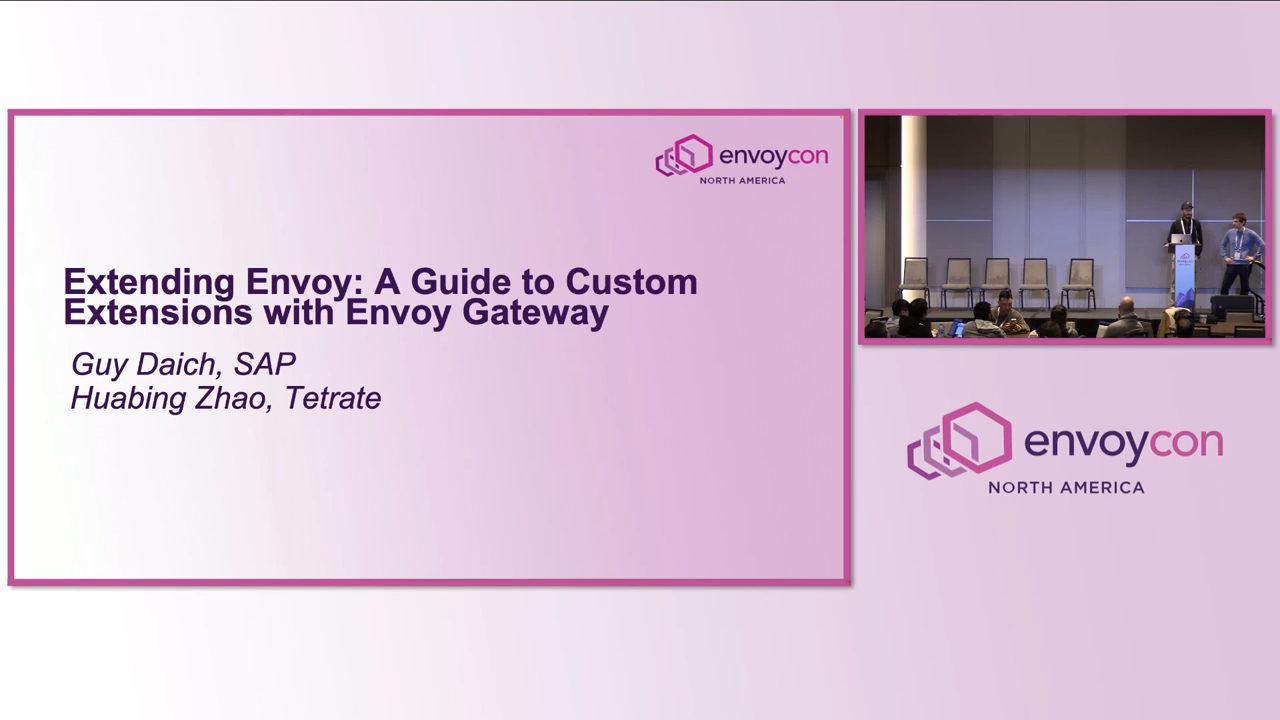 envoycon
NORTH AMERICA
Extending Envoy: A Guide to Custom
Extensions with Envoy Gateway
Guy Daich, SAP
Huabing Zhao, Tetrate
envoycon
NORTH AMERICA